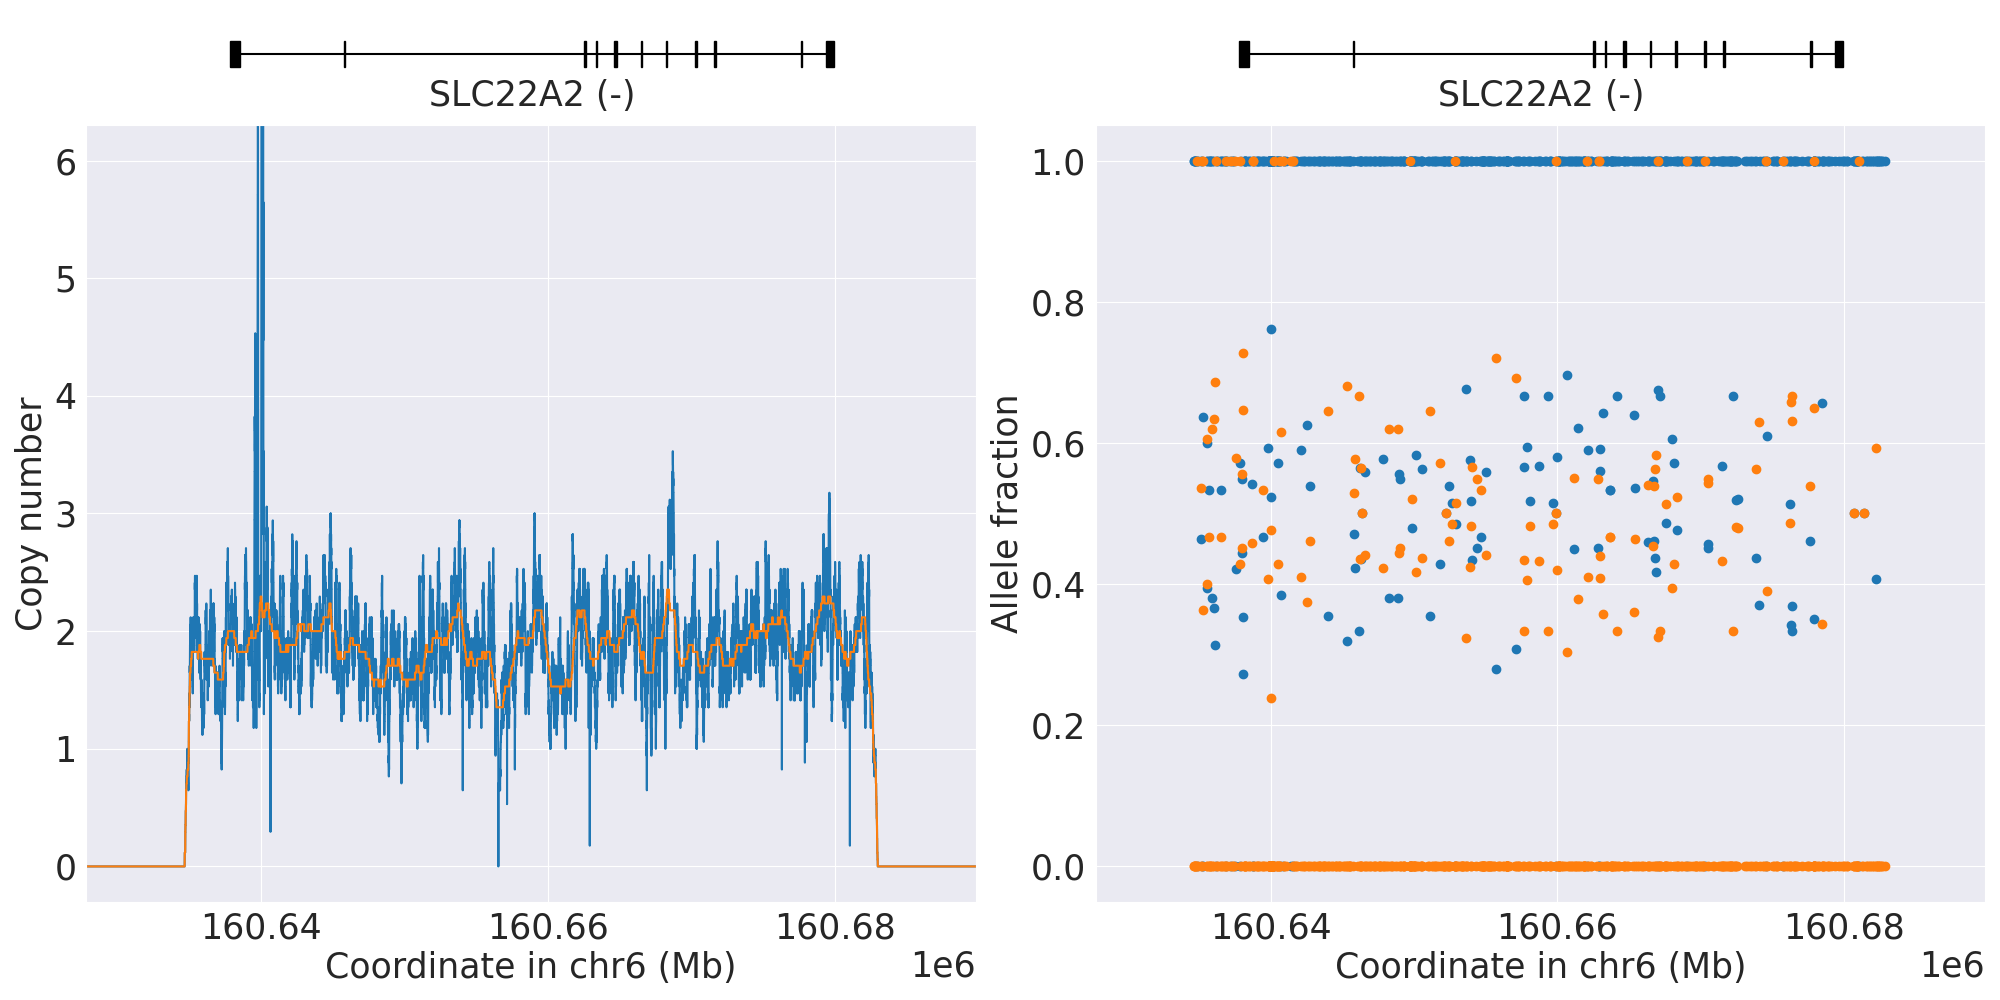 SLC22A2 (-)
6
5
4
3
2
1
0
Copy number
160.64
160.66
160.68
Coordinate in chr6 (Mb)
1e6
SLC22A2 (-)
1.0
0.8
0.6
0.4
0.2
0.0
Allele fraction
160.64
160.66
160.68
Coordinate in chr6 (Mb)
1e6